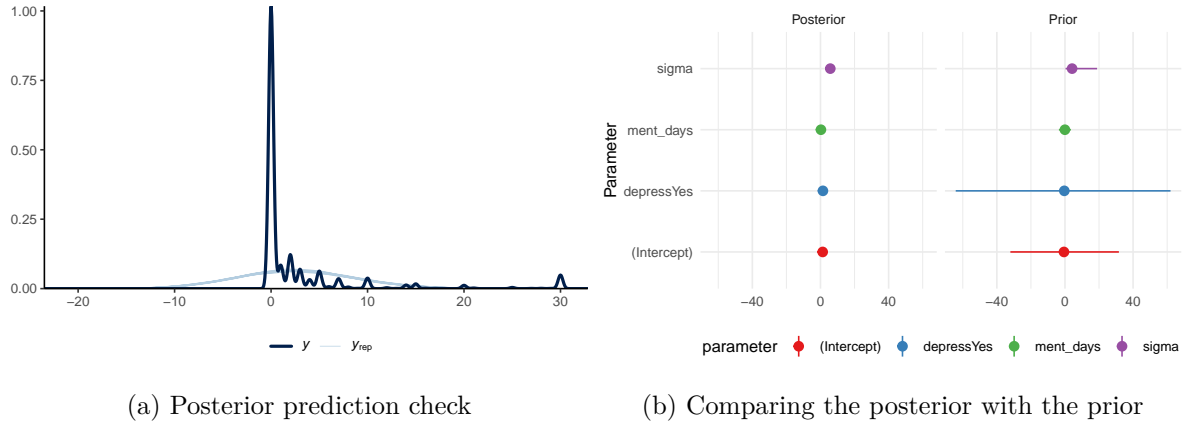 1.00
0.75
0.50
0.25
0.00
−20 −10 0 10 20 30
y yrep
(a) Posterior prediction check
Posterior Prior
Parameter
sigma
ment_days
depressYes
(Intercept)
−40 0 40 −40 0 40
parameter (Intercept) depressYes ment_days sigma
(b) Comparing the posterior with the prior